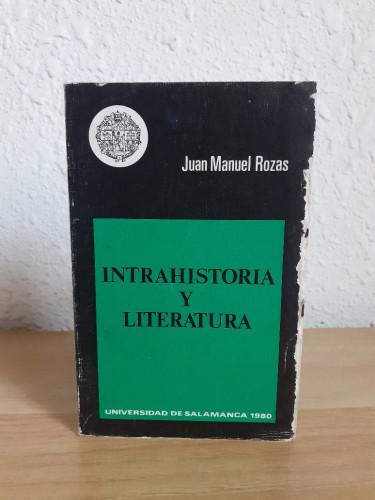 Juan Manuel Rozas
INTRAHISTORIA
Y
LITERATURA
UNIVERSIDAD DE SALAMANCA 1980